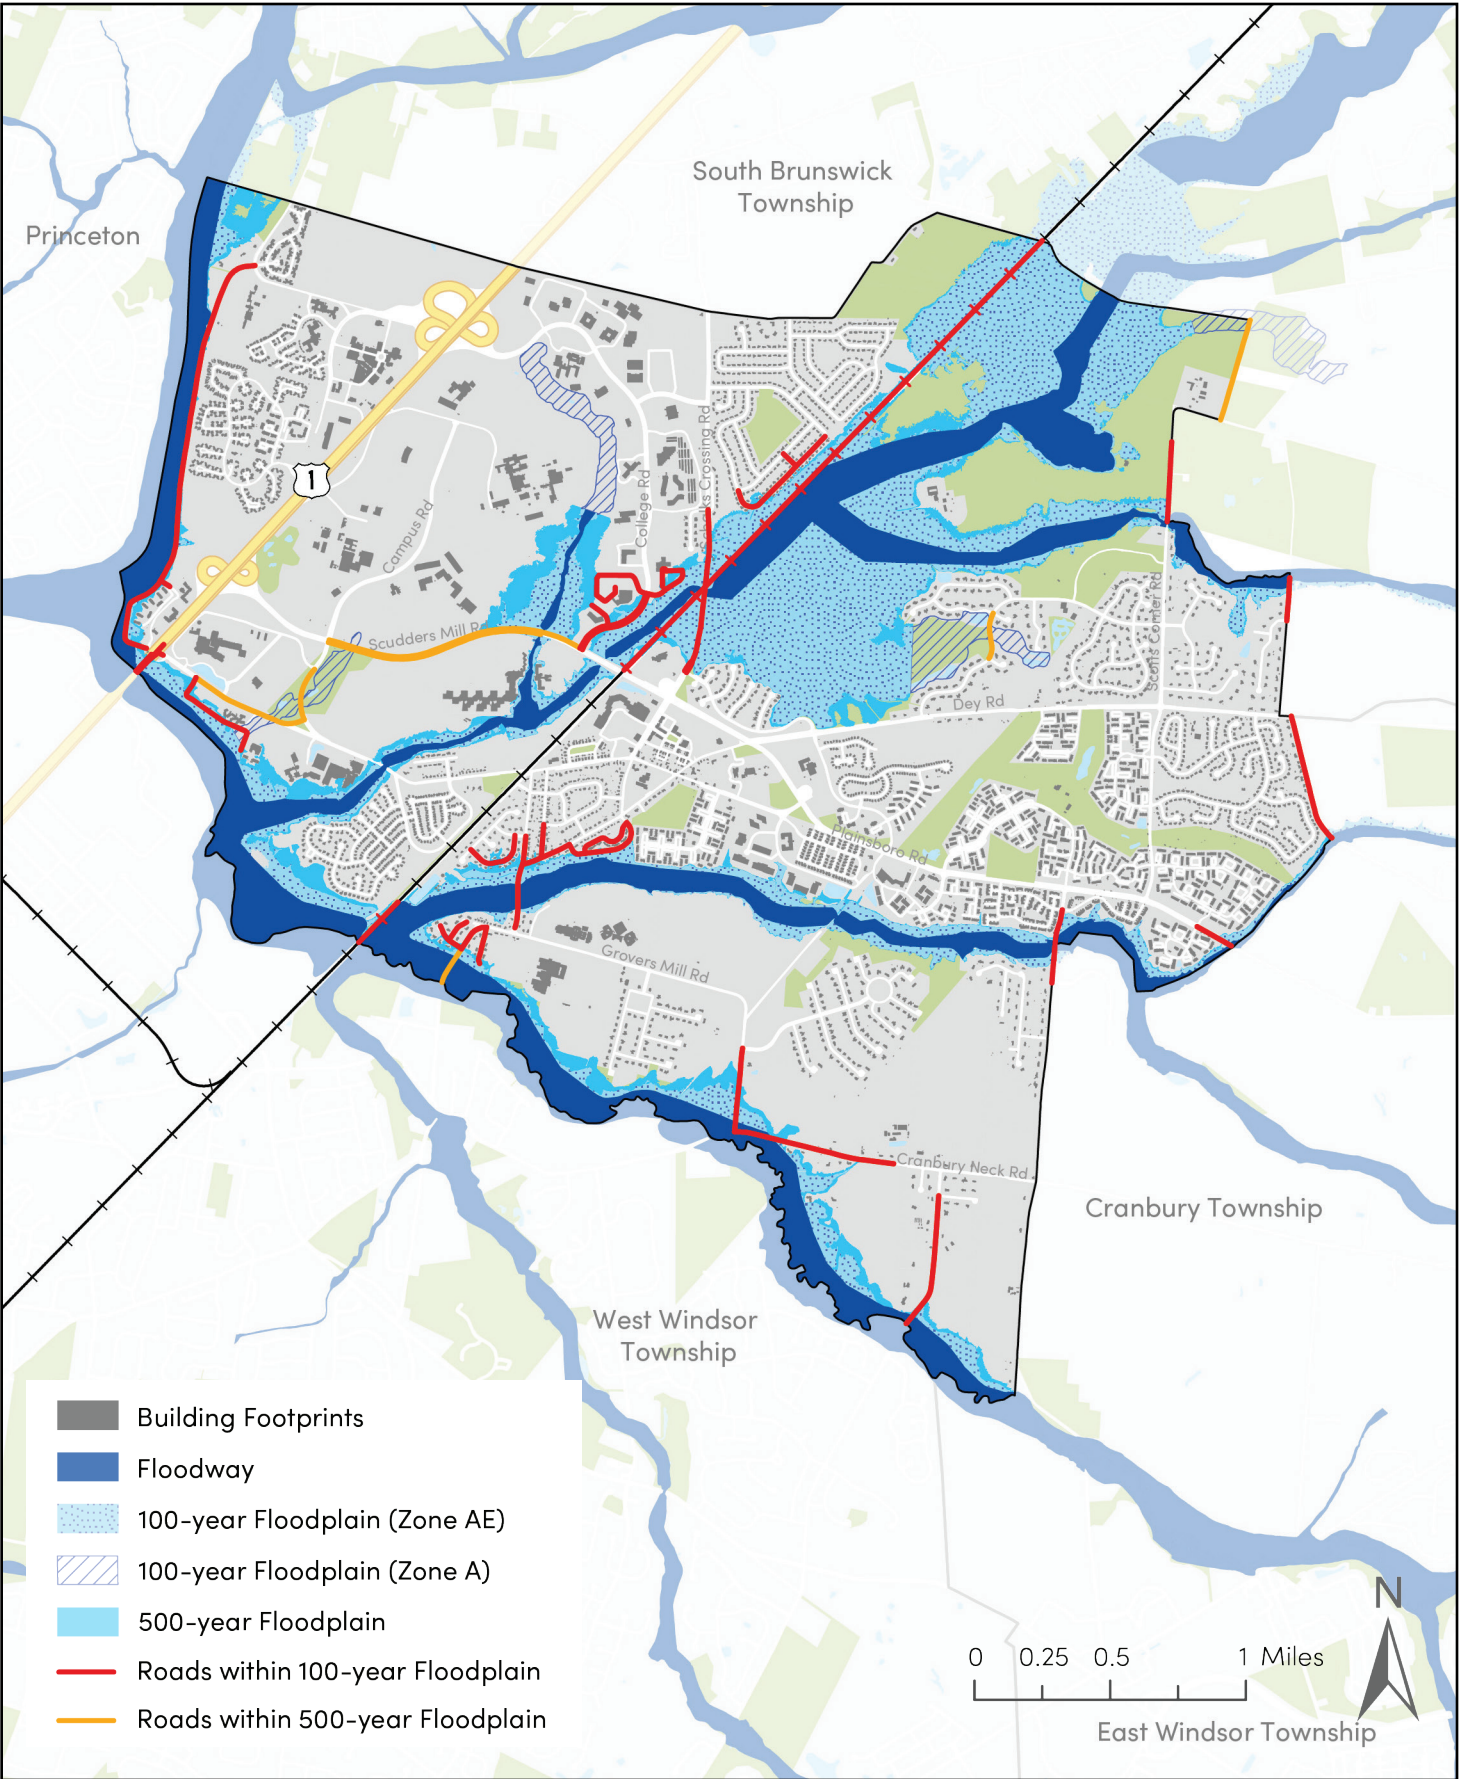 South Brunswick
Township
Princeton
1
Schalks Crossing Rd
College Rd
Campus Rd
Scudders Mill Rd
Scotts Corner Rd
Dey Rd
Plainsboro Rd
Grovers Mill Rd
Cranbury Neck Rd
Cranbury Township
West Windsor
Township
Building Footprints
Floodway
100-year Floodplain (Zone AE)
100-year Floodplain (Zone A)
500-year Floodplain
Roads within 100-year Floodplain
Roads within 500-year Floodplain
N
0 0.25 0.5 1 Miles
East Windsor Township